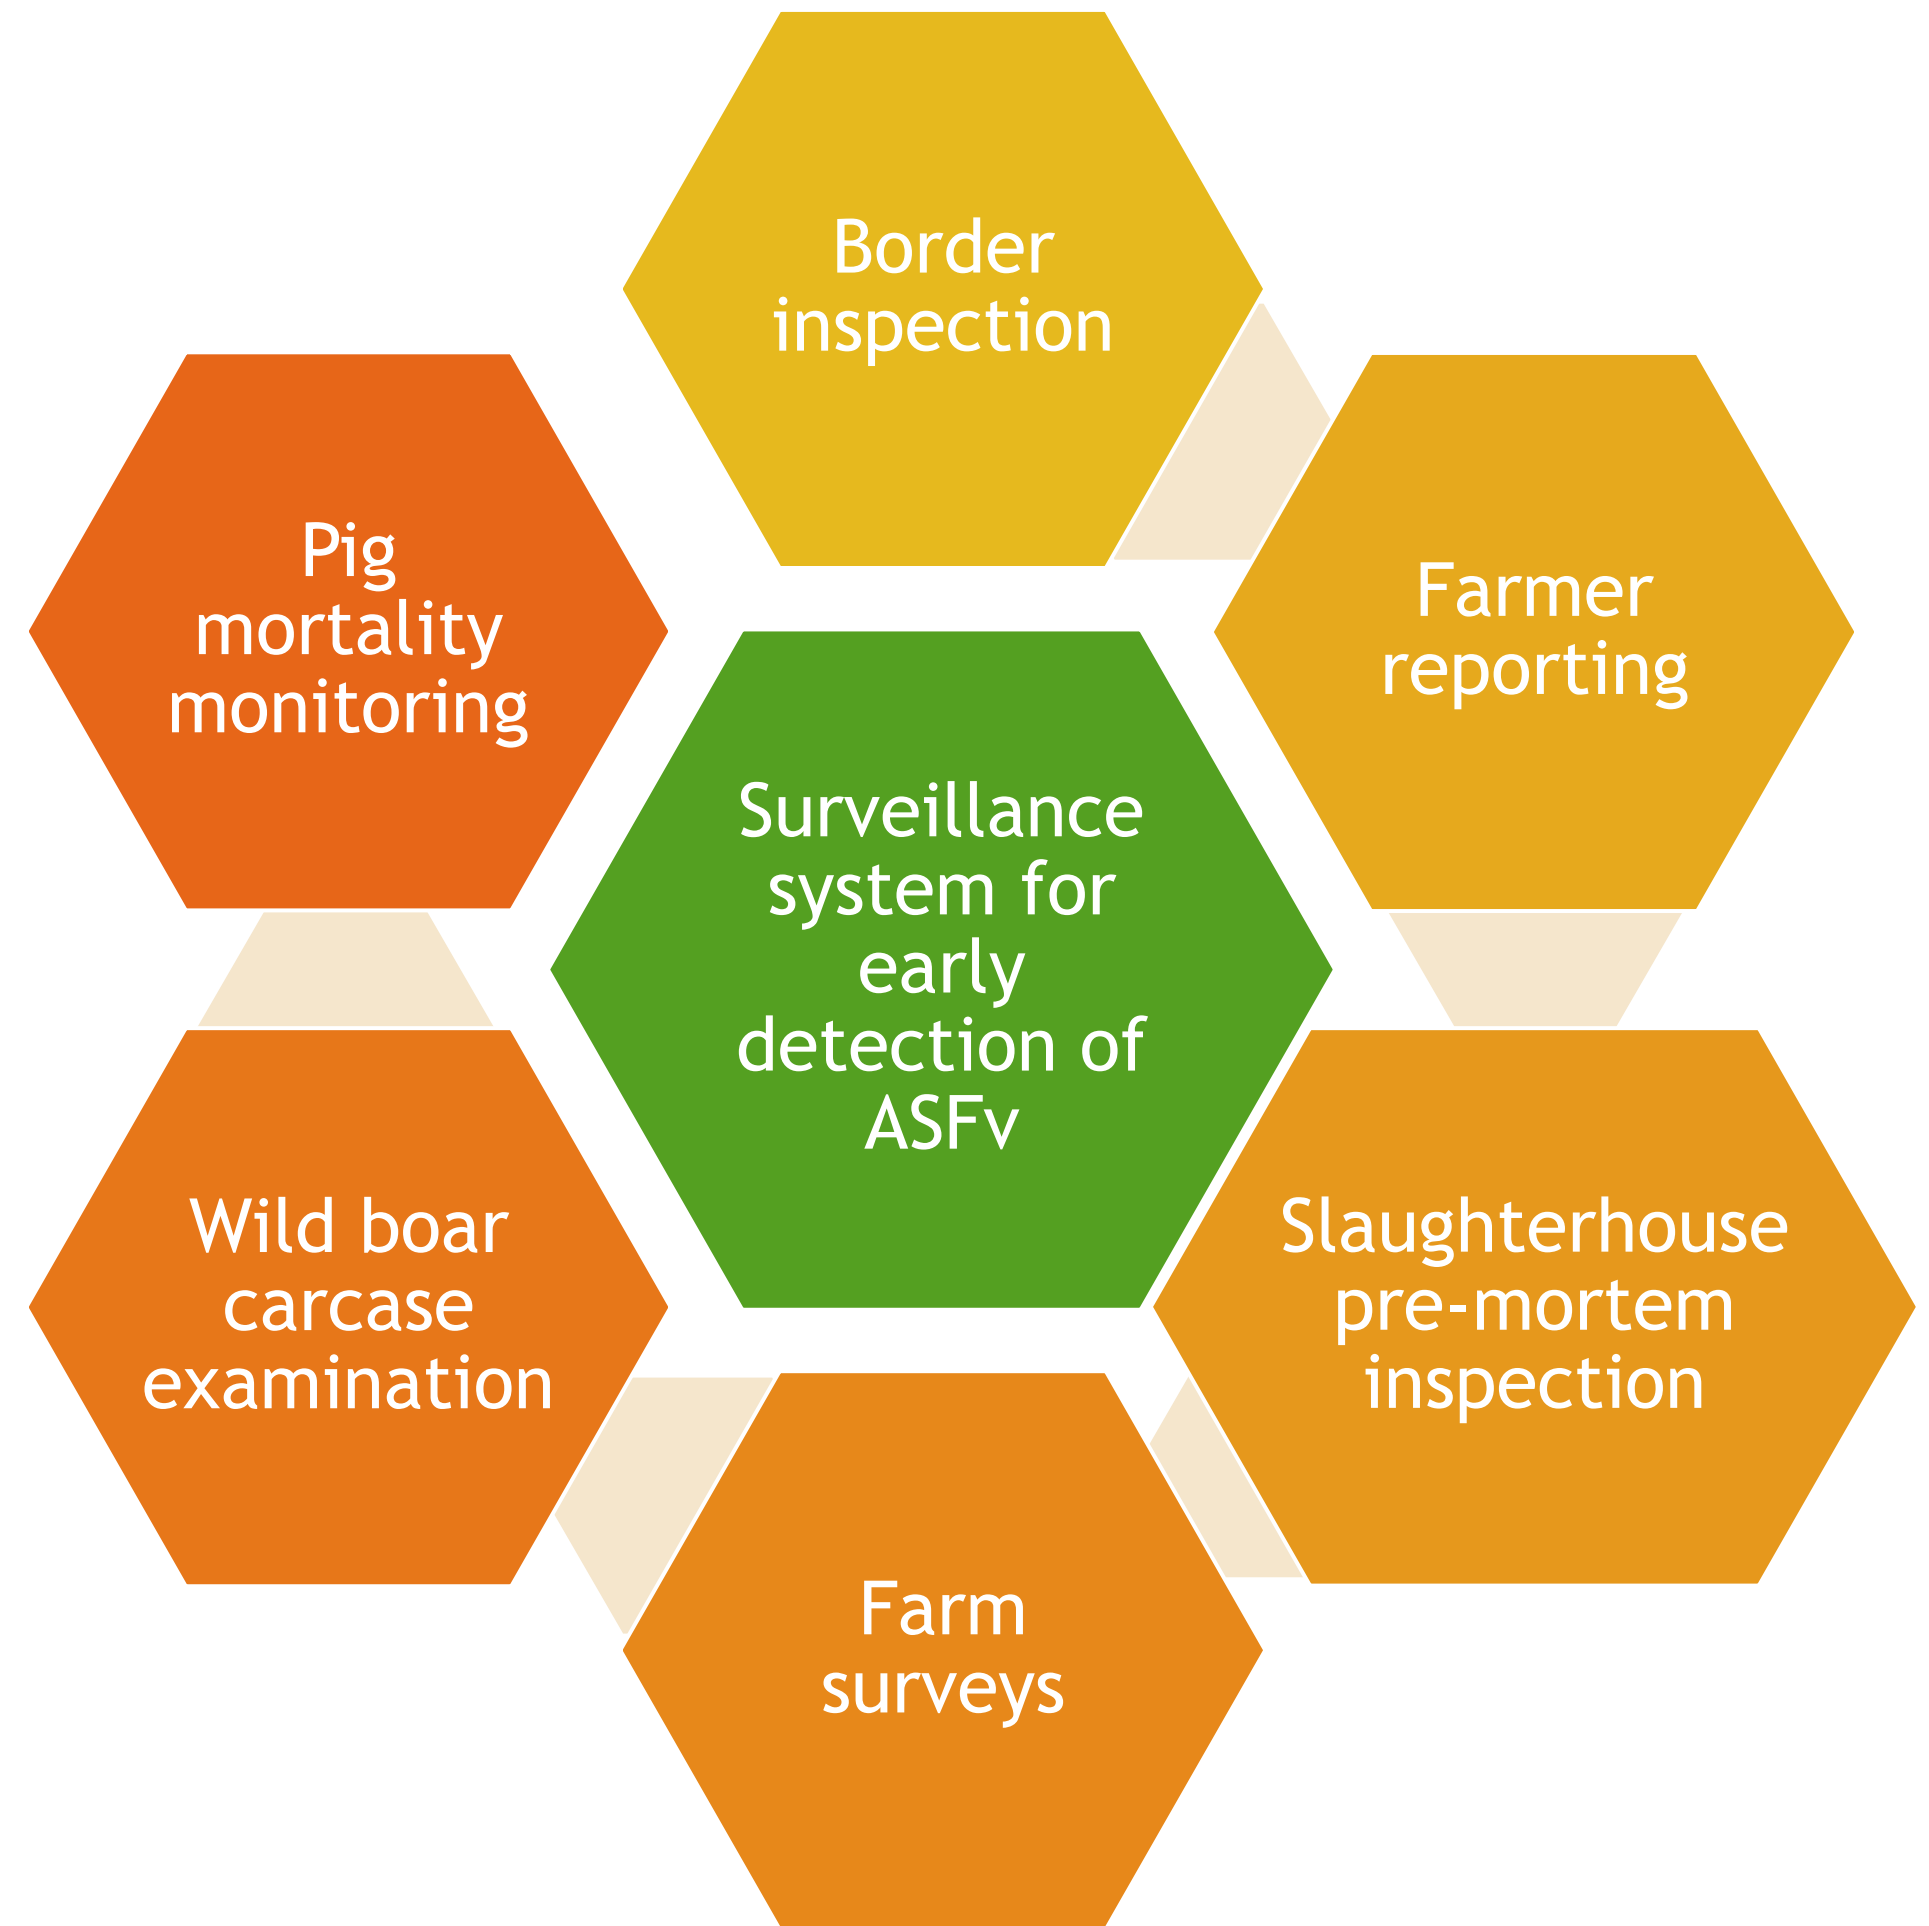 Border
inspection
Farmer
reporting
Pig
mortality
monitoring
Surveillance
system for
early
detection of
ASFv
Slaughterhouse
pre-mortem
inspection
Wild boar
carcase
examination
Farm
surveys